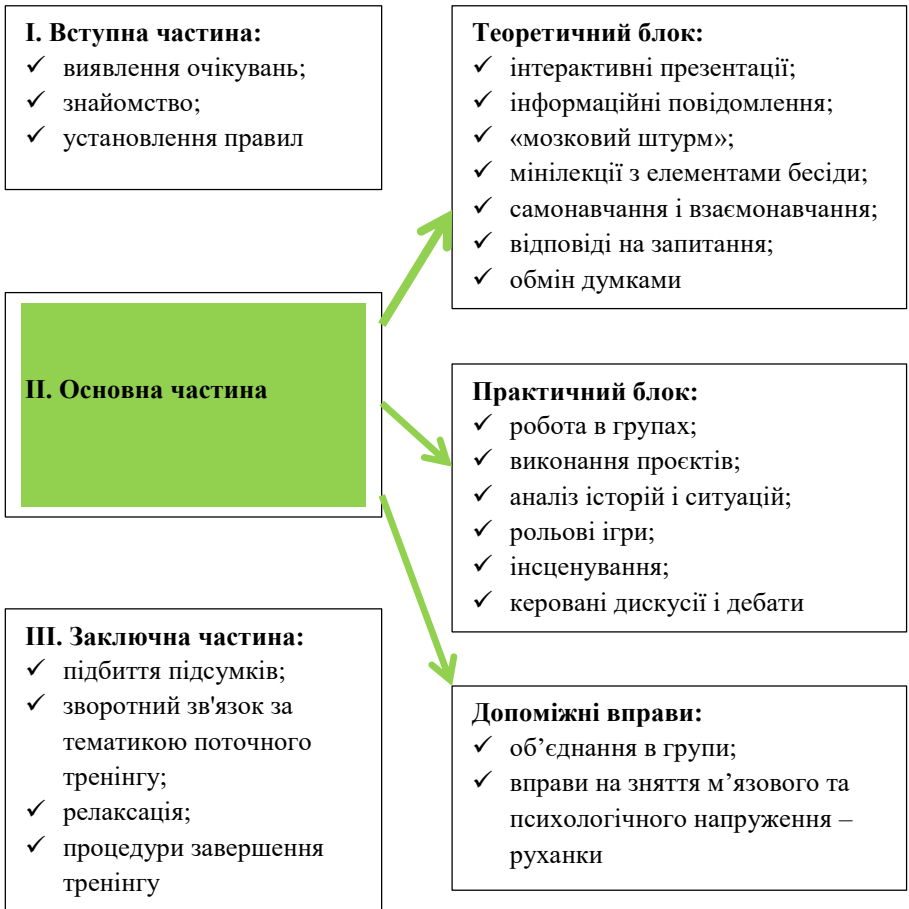 І. Вступна частина:
✓ виявлення очікувань;
✓ знайомство;
✓ установлення правил
ІІ. Основна частина
ІІІ. Заключна частина:
✓ підбиття підсумків;
✓ зворотний зв'язок за
тематикою поточного
тренінгу;
✓ релаксація;
✓ процедури завершення
тренінгу
Теоретичний блок:
✓ інтерактивні презентації;
✓ інформаційні повідомлення;
✓ «мозковий штурм»;
✓ мінілекції з елементами бесіди;
✓ самонавчання і взаємонавчання;
✓ відповіді на запитання;
✓ обмін думками
Практичний блок:
✓ робота в групах;
✓ виконання проєктів;
✓ аналіз історій і ситуацій;
✓ рольові ігри;
✓ інсценування;
✓ керовані дискусії і дебати
Допоміжні вправи:
✓ об’єднання в групи;
✓ вправи на зняття м’язового та
психологічного напруження –
руханки